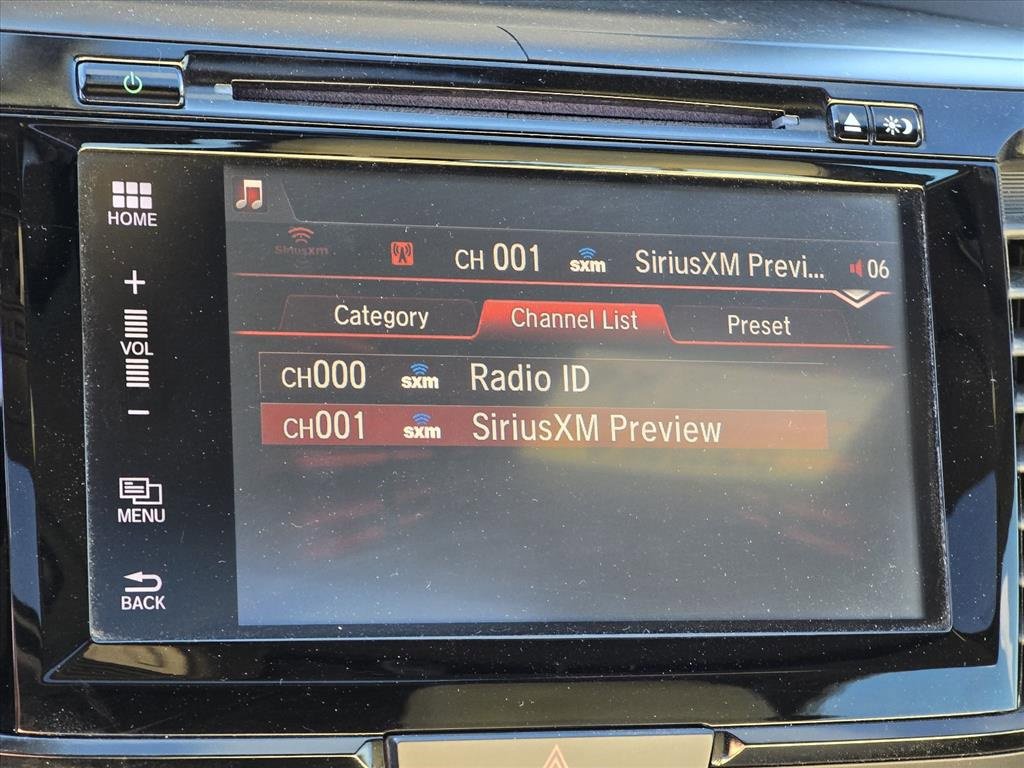 HOME
+
VOL
−
MENU
BACK
SIRIUSXM
CH 001 sxm SiriusXM Previ... 06
Category Channel List Preset
CH000 sxm Radio ID
CH001 sxm SiriusXM Preview